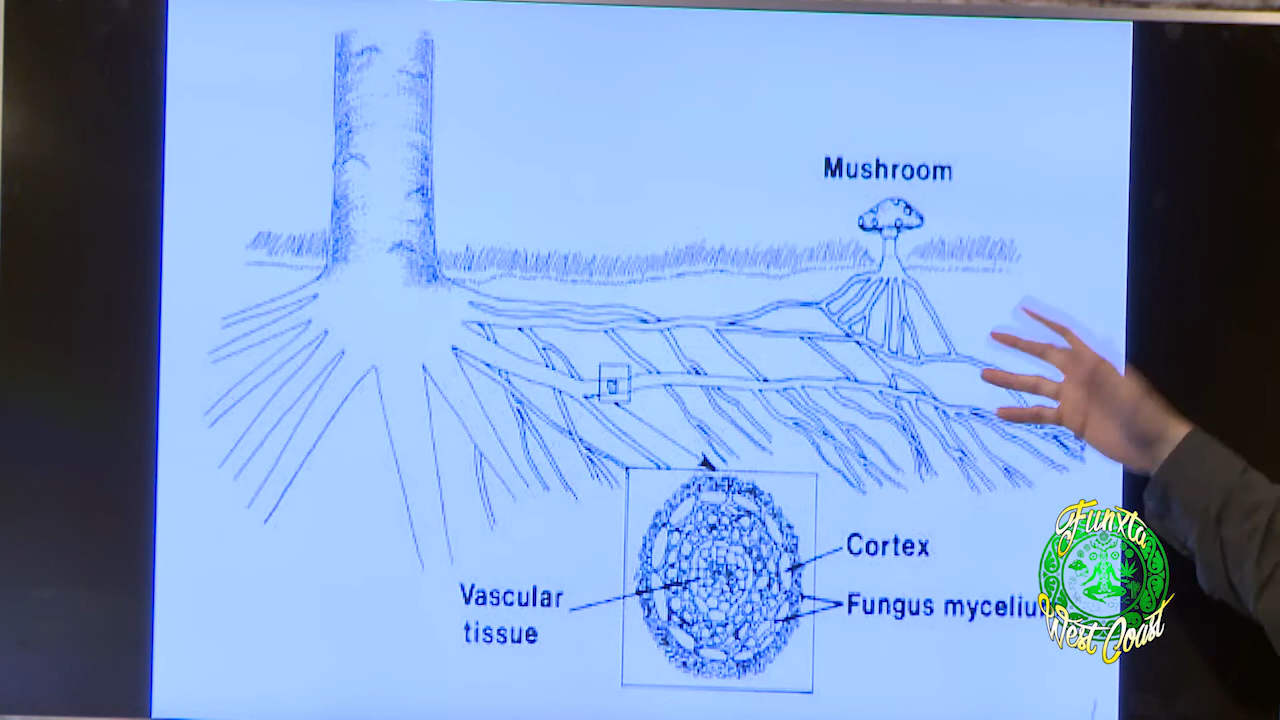 Mushroom
Cortex
Vascular
tissue
Fungus myceliu
Funxta
West Coast